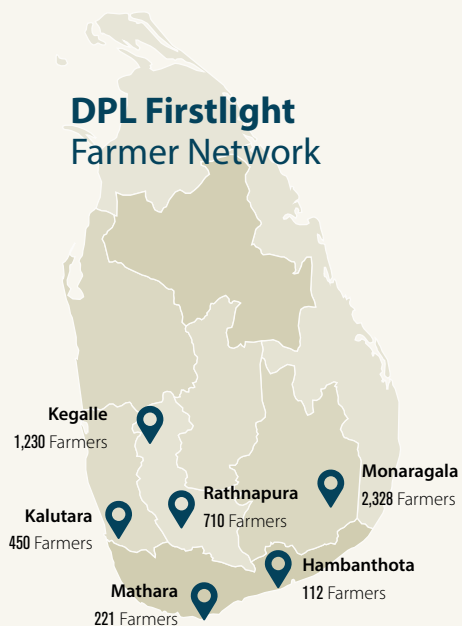 DPL Firstlight
Farmer Network
Kegalle
1,230 Farmers
Monaragala
2,328 Farmers
Rathnapura
710 Farmers
Kalutara
450 Farmers
Hambanthota
112 Farmers
Mathara
221 Farmers